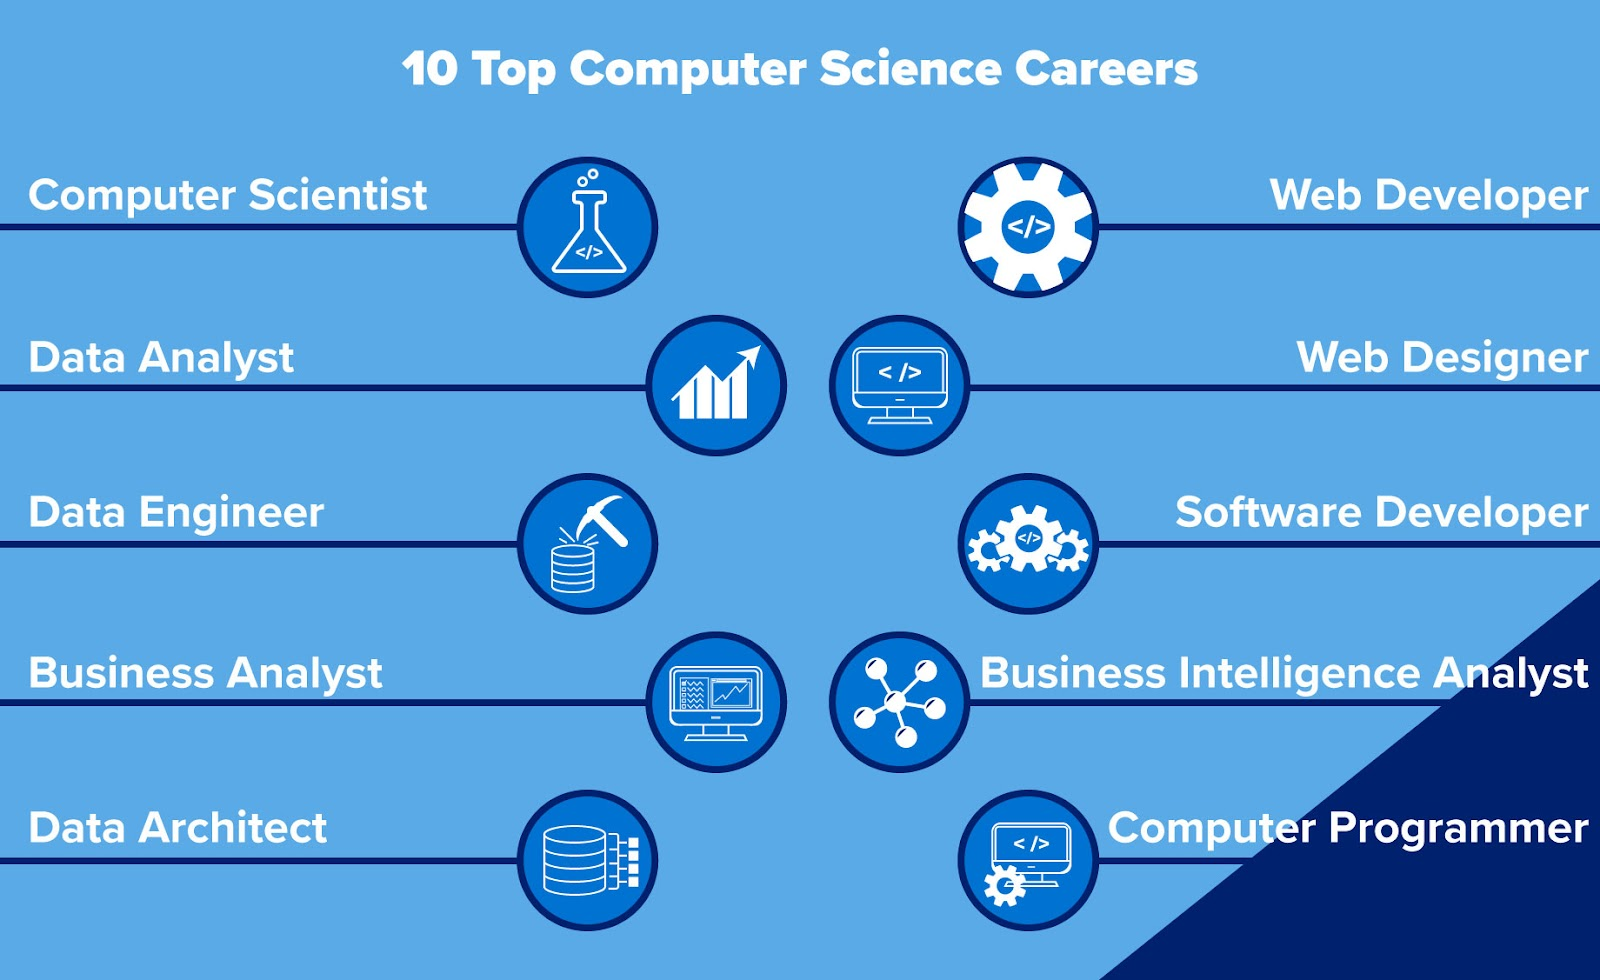 10 Top Computer Science Careers
Computer Scientist
</>
Data Analyst
Data Engineer
Business Analyst
Data Architect
Web Developer
</>
Web Designer
< />
Software Developer
</>
Business Intelligence Analyst
Computer Programmer
< />